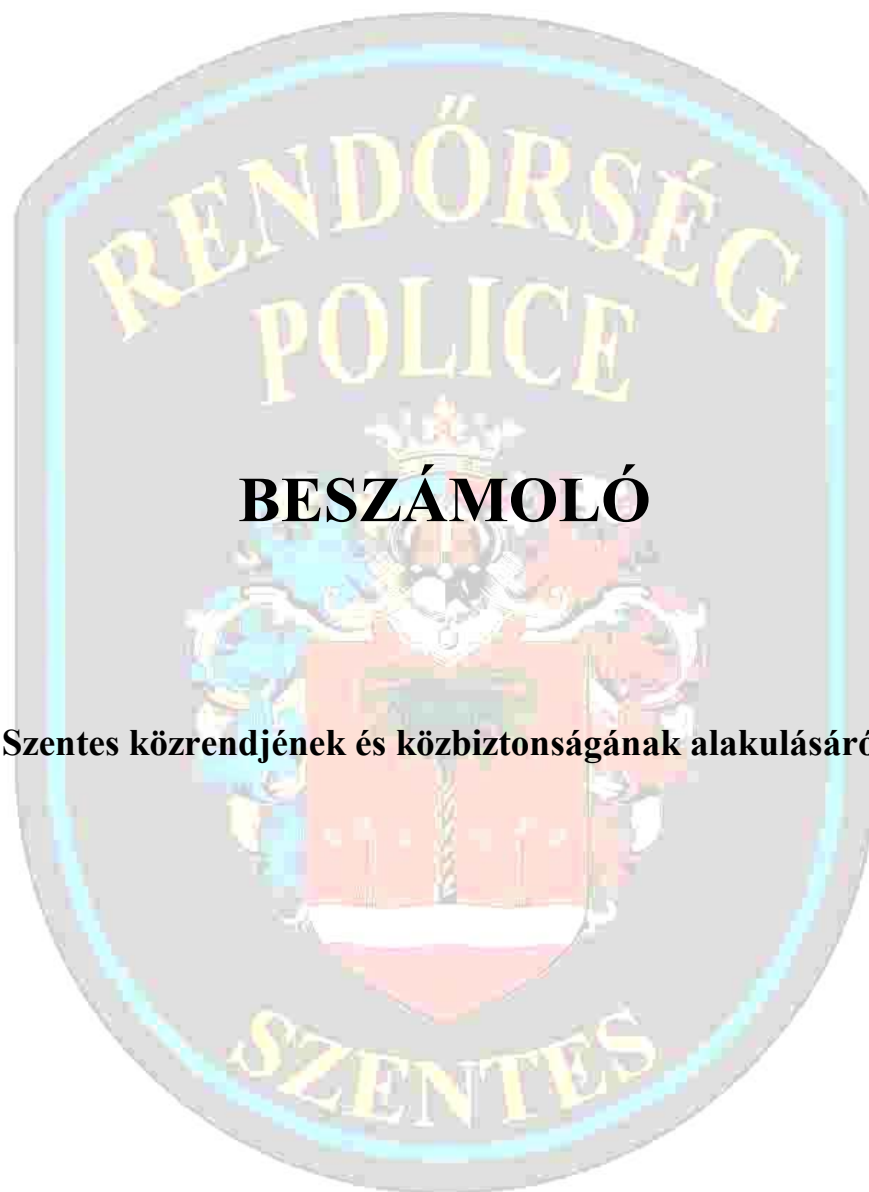 RENDŐRSÉG
POLICE
BESZÁMOLÓ
Szentes közrendjének és közbiztonságának alakulásáró
SZENTES